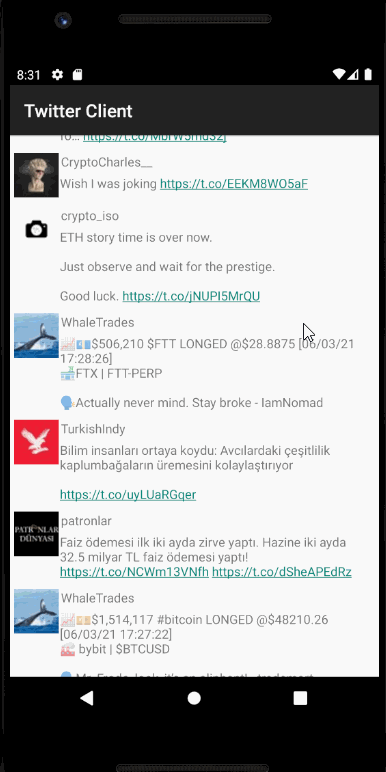 8:31
Twitter Client
ro... https://t.co/MbrW5md32j
CryptoCharles__
Wish I was joking https://t.co/EEKM8WO5aF
crypto_iso
ETH story time is over now.
Just observe and wait for the prestige.
Good luck. https://t.co/jNUPI5MrQU
WhaleTrades
📈💶$506,210 $FTT LONGED @$28.8875 [06/03/21
17:28:26]
🏦FTX | FTT-PERP
🗣Actually never mind. Stay broke - IamNomad
TurkishIndy
Bilim insanları ortaya koydu: Avcılardaki çeşitlilik
kaplumbağaların üremesini kolaylaştırıyor
https://t.co/uyLUaRGqer
patronlar
PATRONLAR
DÜNYASI
Faiz ödemesi ilk iki ayda zirve yaptı. Hazine iki ayda
32.5 milyar TL faiz ödemesi yaptı!
https://t.co/NCWm13VNfh https://t.co/dSheAPEdRz
WhaleTrades
📈💴$1,514,117 #bitcoin LONGED @$48210.26
[06/03/21 17:27:22]
🏭 bybit | $BTCUSD